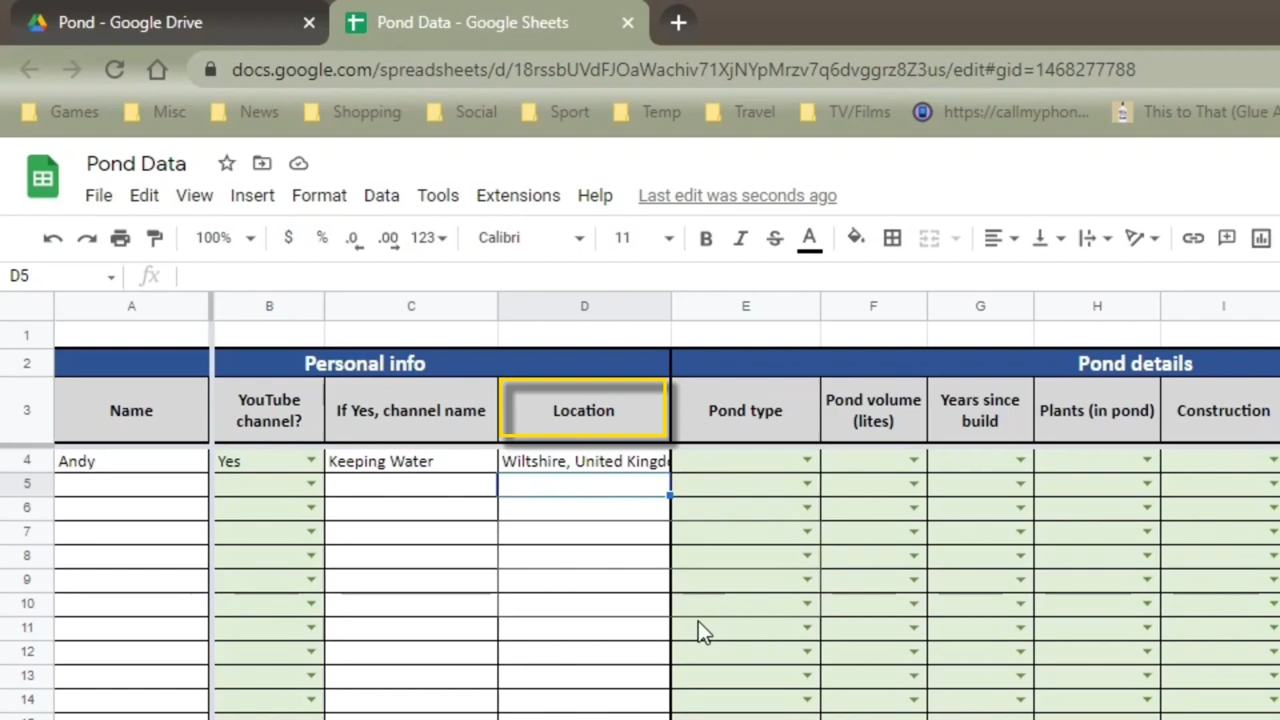 Pond - Google Drive
Pond Data - Google Sheets
docs.google.com/spreadsheets/d/18rssbUVdFJOaWachiv71XjNYpMrzv7q6dvggrz8Z3us/edit#gid=1468277788
Games Misc News Shopping Social Sport Temp Travel TV/Films https://callmyphon... This to That (Glue A
Pond Data
File Edit View Insert Format Data Tools Extensions Help Last edit was seconds ago
100% $ % .0 .00 123 Calibri 11 B I S A
D5 fx
A B C D E F G H I
1
2 Personal info Pond details
3 Name YouTube channel? If Yes, channel name Location Pond type Pond volume (lites) Years since build Plants (in pond) Construction
4 Andy Yes Keeping Water Wiltshire, United Kingd
5
6
7
8
9
10
11
12
13
14